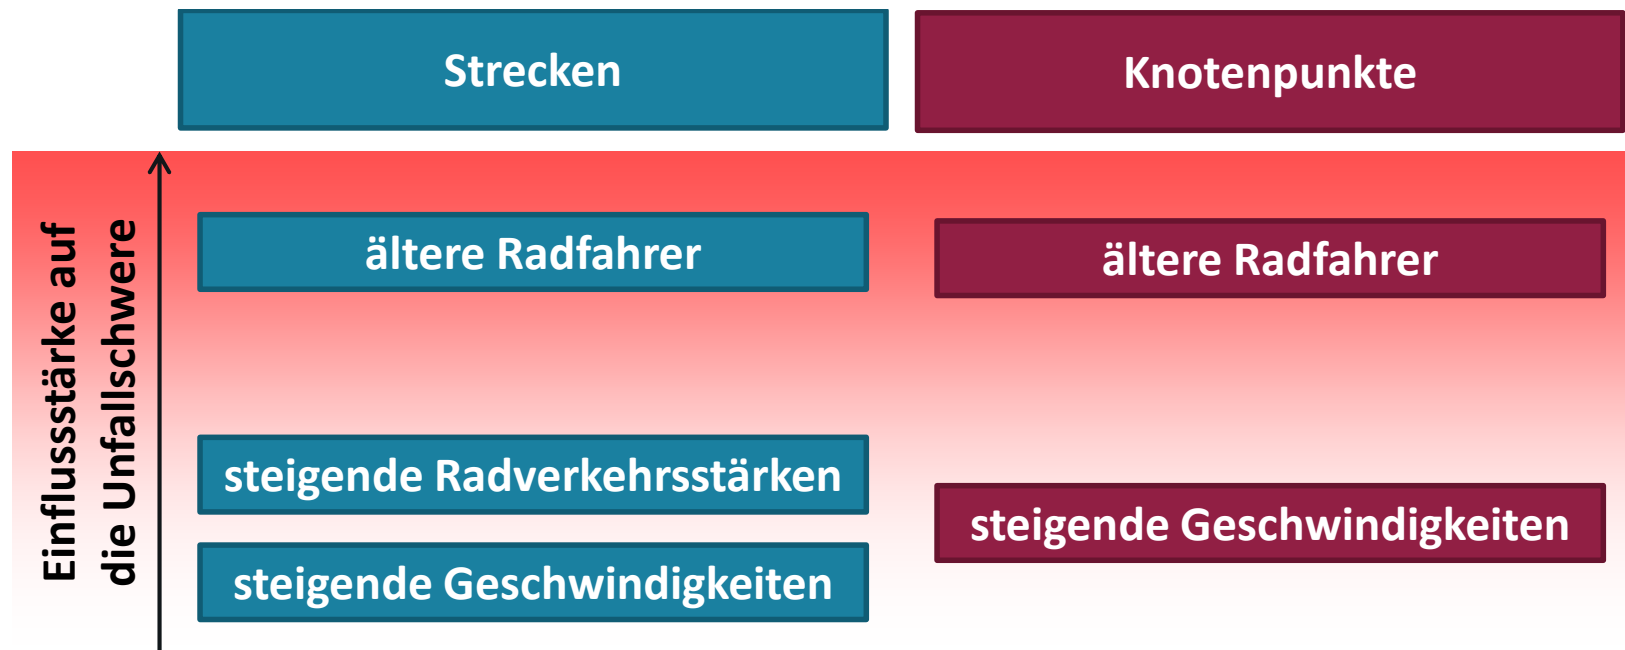 Strecken
Knotenpunkte
Einflussstärke auf
die Unfallschwere
ältere Radfahrer
ältere Radfahrer
steigende Radverkehrsstärken
steigende Geschwindigkeiten
steigende Geschwindigkeiten